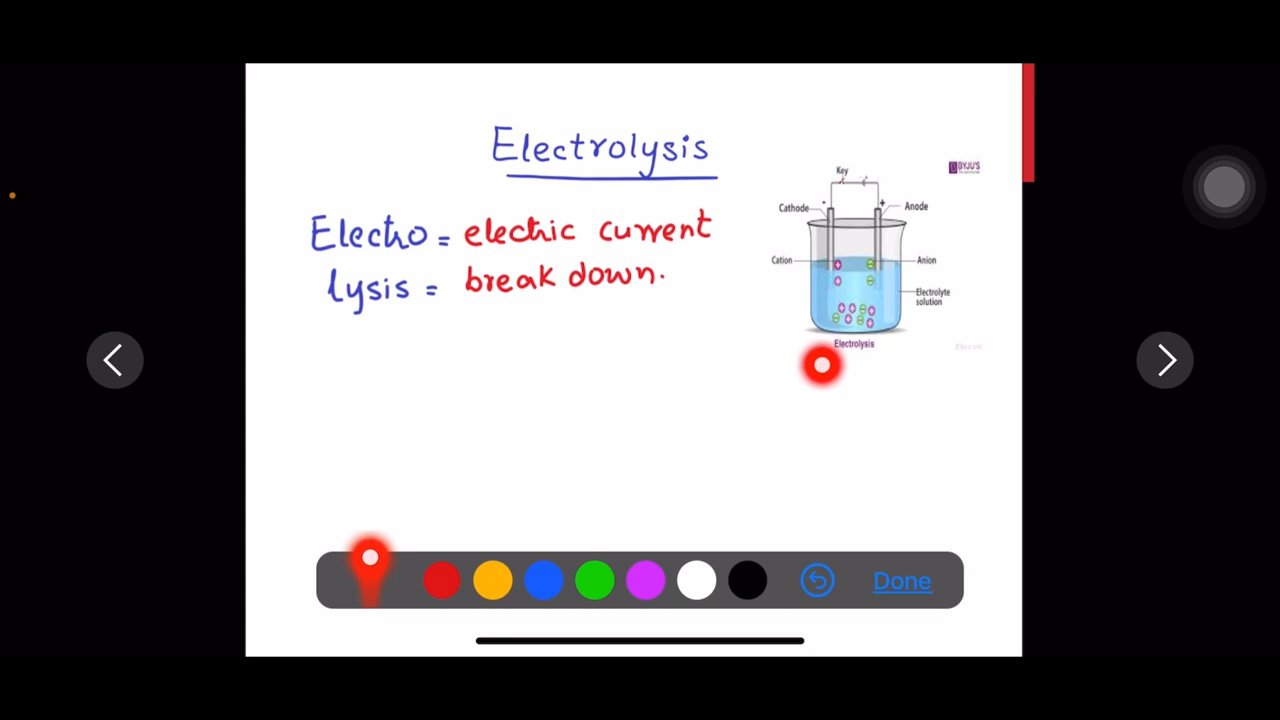 Electrolysis
Electro = electric current
lysis = break down.
BYJU'S
Key
- +
Cathode
Anode
Cation
Anion
Electrolyte
solution
Electrolysis
Done